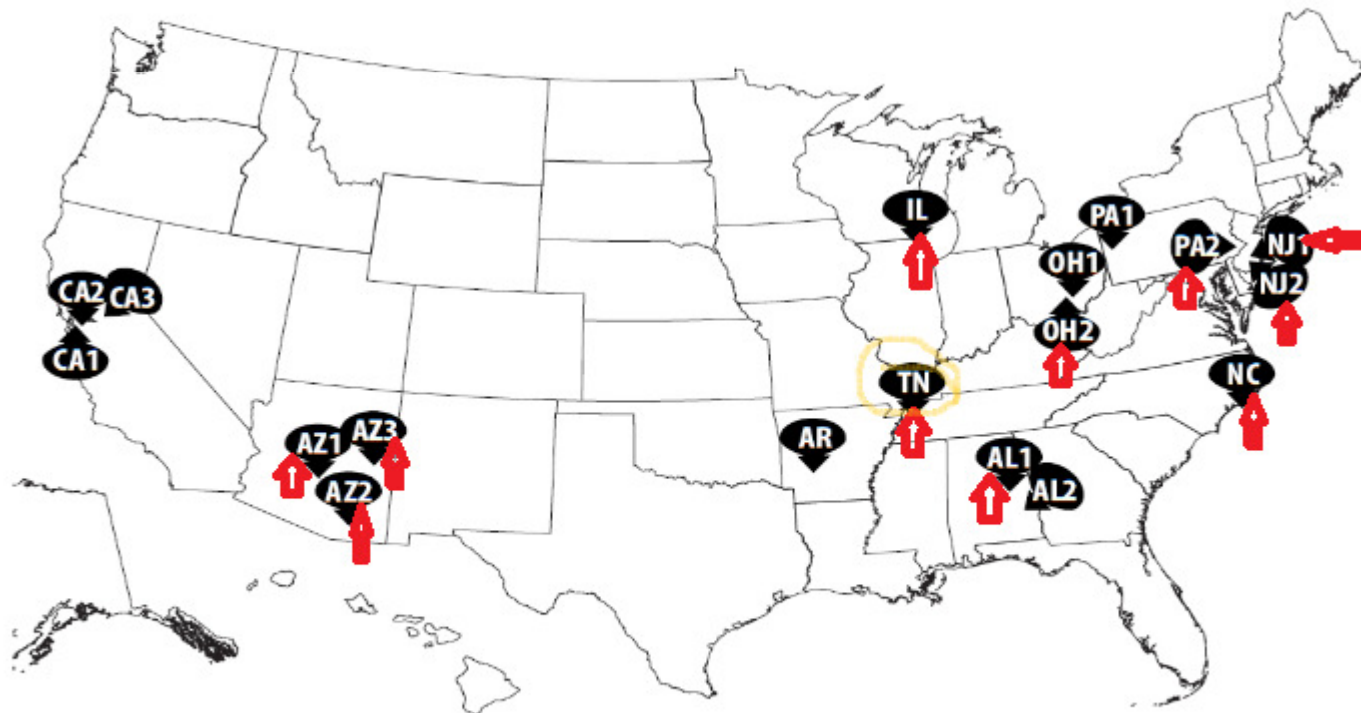 IL
PA1
PA2
NJ1
OH1
NJ2
CA2
CA3
OH2
CA1
TN
NC
AZ1
AZ3
AR
AL1
AZ2
AL2